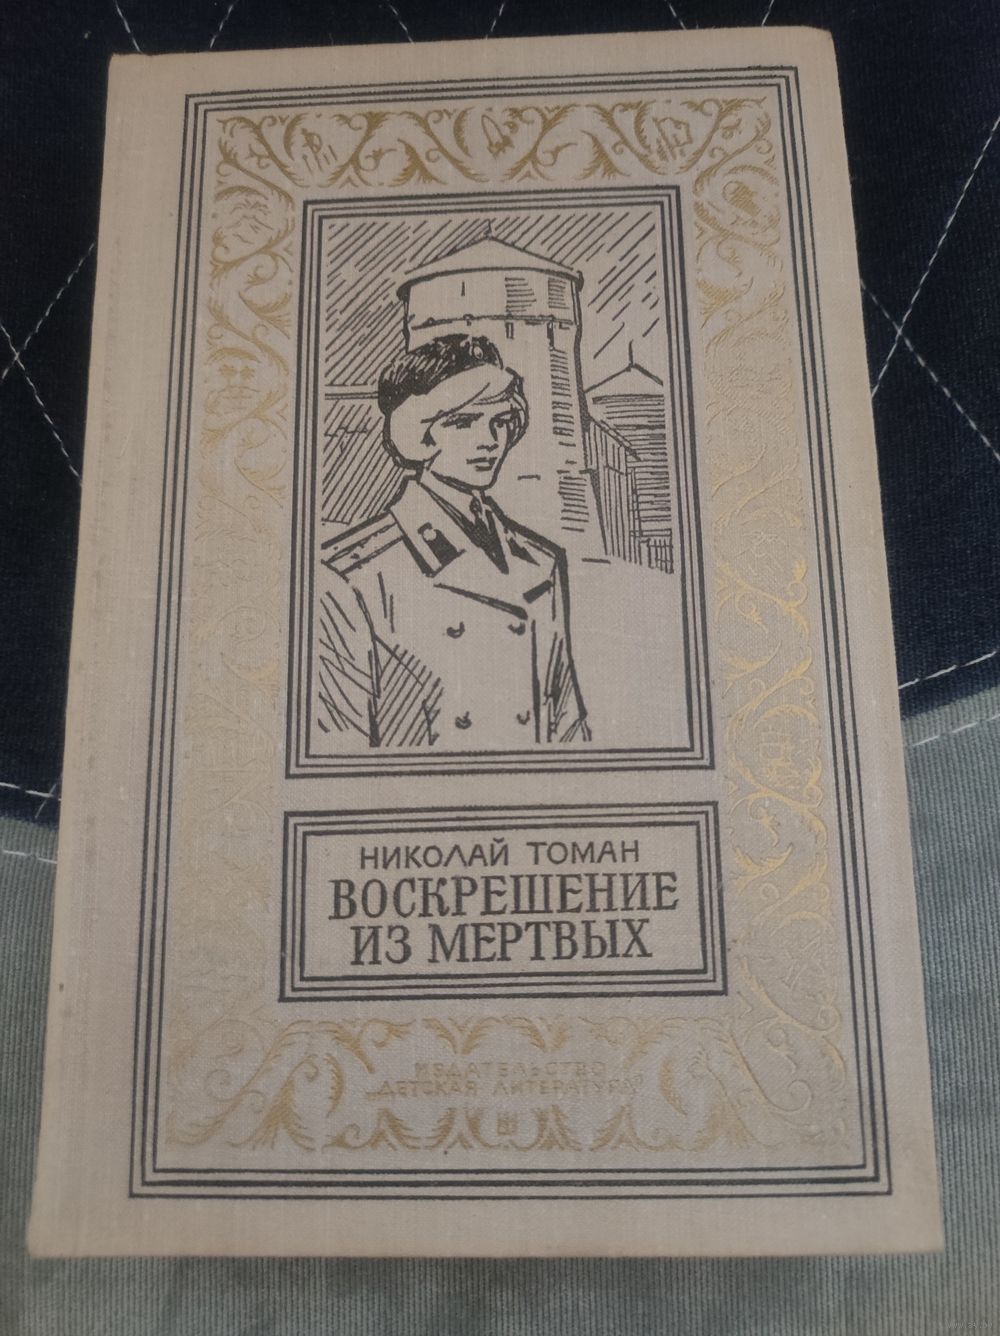 НИКОЛАЙ ТОМАН
ВОСКРЕШЕНИЕ
ИЗ МЕРТВЫХ
ИЗДАТЕЛЬСТВО
„ДЕТСКАЯ ЛИТЕРАТУРА"